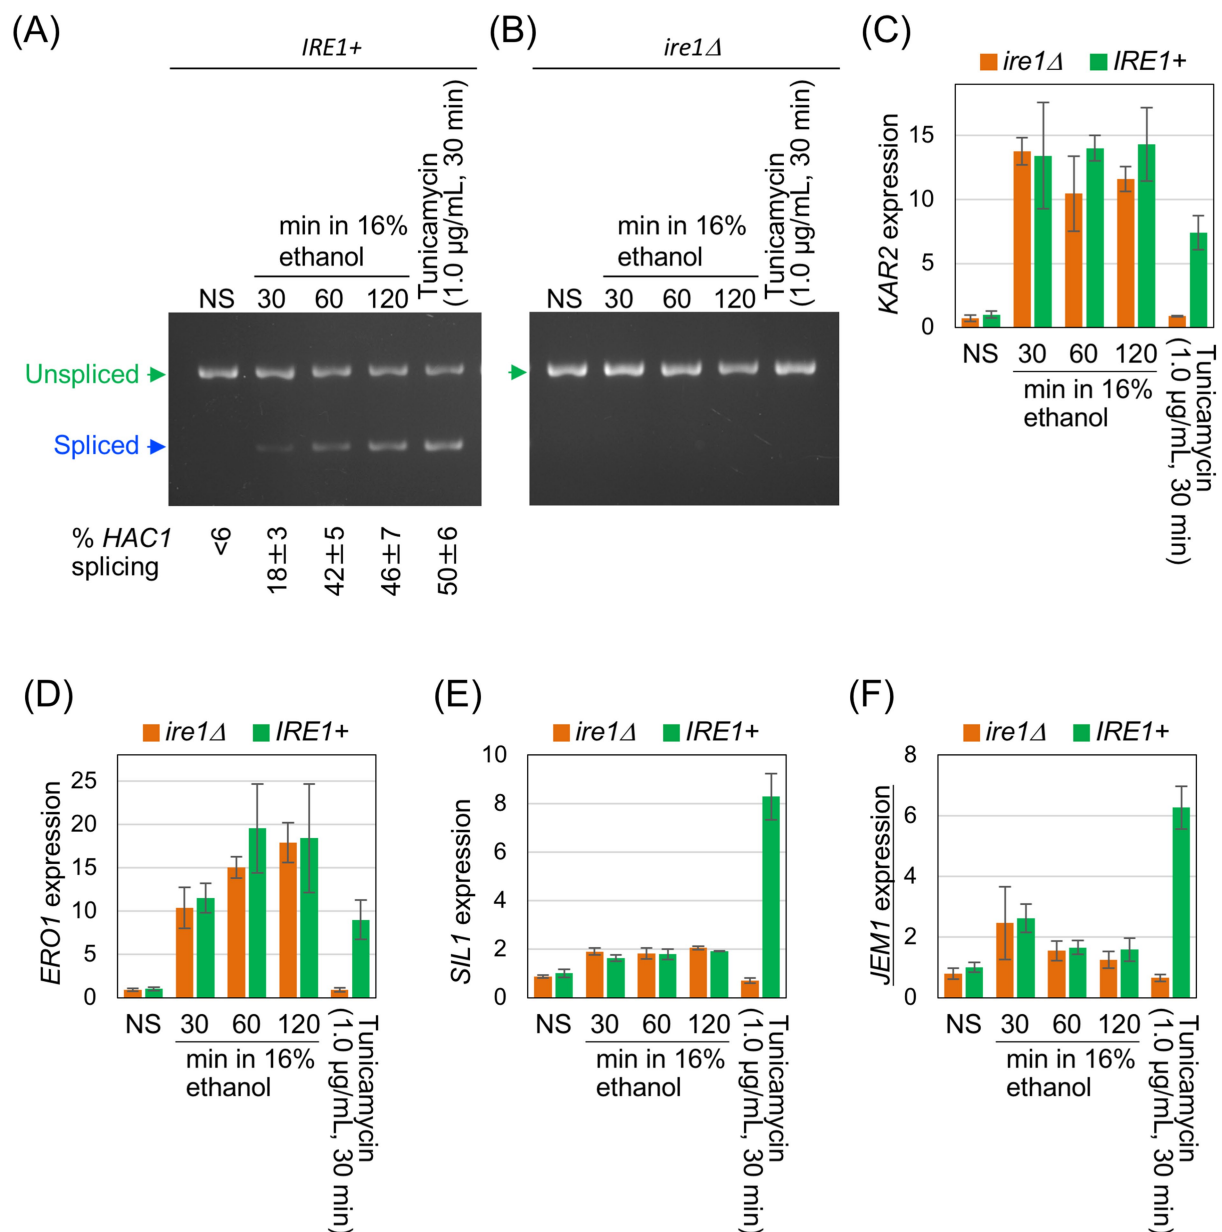 (A)
IRE1+
min in 16%
ethanol
Tunicamycin
(1.0 µg/mL, 30 min)
NS 30 60 120
Unspliced
Spliced
% HAC1
splicing
<6 18±3 42±5 46±7 50±6
(B)
ire1Δ
min in 16%
ethanol
Tunicamycin
(1.0 µg/mL, 30 min)
NS 30 60 120
(C)
ire1Δ IRE1+
KAR2 expression
15
10
5
0
NS 30 60 120
min in 16%
ethanol
Tunicamycin
(1.0 µg/mL, 30 min)
(D)
ire1Δ IRE1+
ERO1 expression
25
20
15
10
5
0
NS 30 60 120
min in 16%
ethanol
Tunicamycin
(1.0 µg/mL, 30 min)
(E)
ire1Δ IRE1+
SIL1 expression
10
8
6
4
2
0
NS 30 60 120
min in 16%
ethanol
Tunicamycin
(1.0 µg/mL, 30 min)
(F)
ire1Δ IRE1+
JEM1 expression
8
6
4
2
0
NS 30 60 120
min in 16%
ethanol
Tunicamycin
(1.0 µg/mL, 30 min)